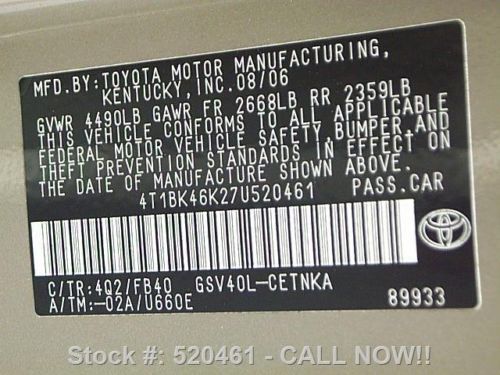 MFD.BY: TOYOTA MOTOR MANUFACTURING,
KENTUCKY, INC.08/06
GVWR 4490LB GAWR FR 2668LB RR 2359LB
THIS VEHICLE CONFORMS TO ALL APPLICABLE
FEDERAL MOTOR VEHICLE SAFETY, BUMPER, AND
THEFT PREVENTION STANDARDS IN EFFECT ON
THE DATE OF MANUFACTURE SHOWN ABOVE.
4T1BK46K27U520461 PASS.CAR
TOYOTA
C/TR:4Q2/FB40 GSV40L-CETNKA
A/TM:-02A/U660E 89933
Stock #: 520461 - CALL NOW!!